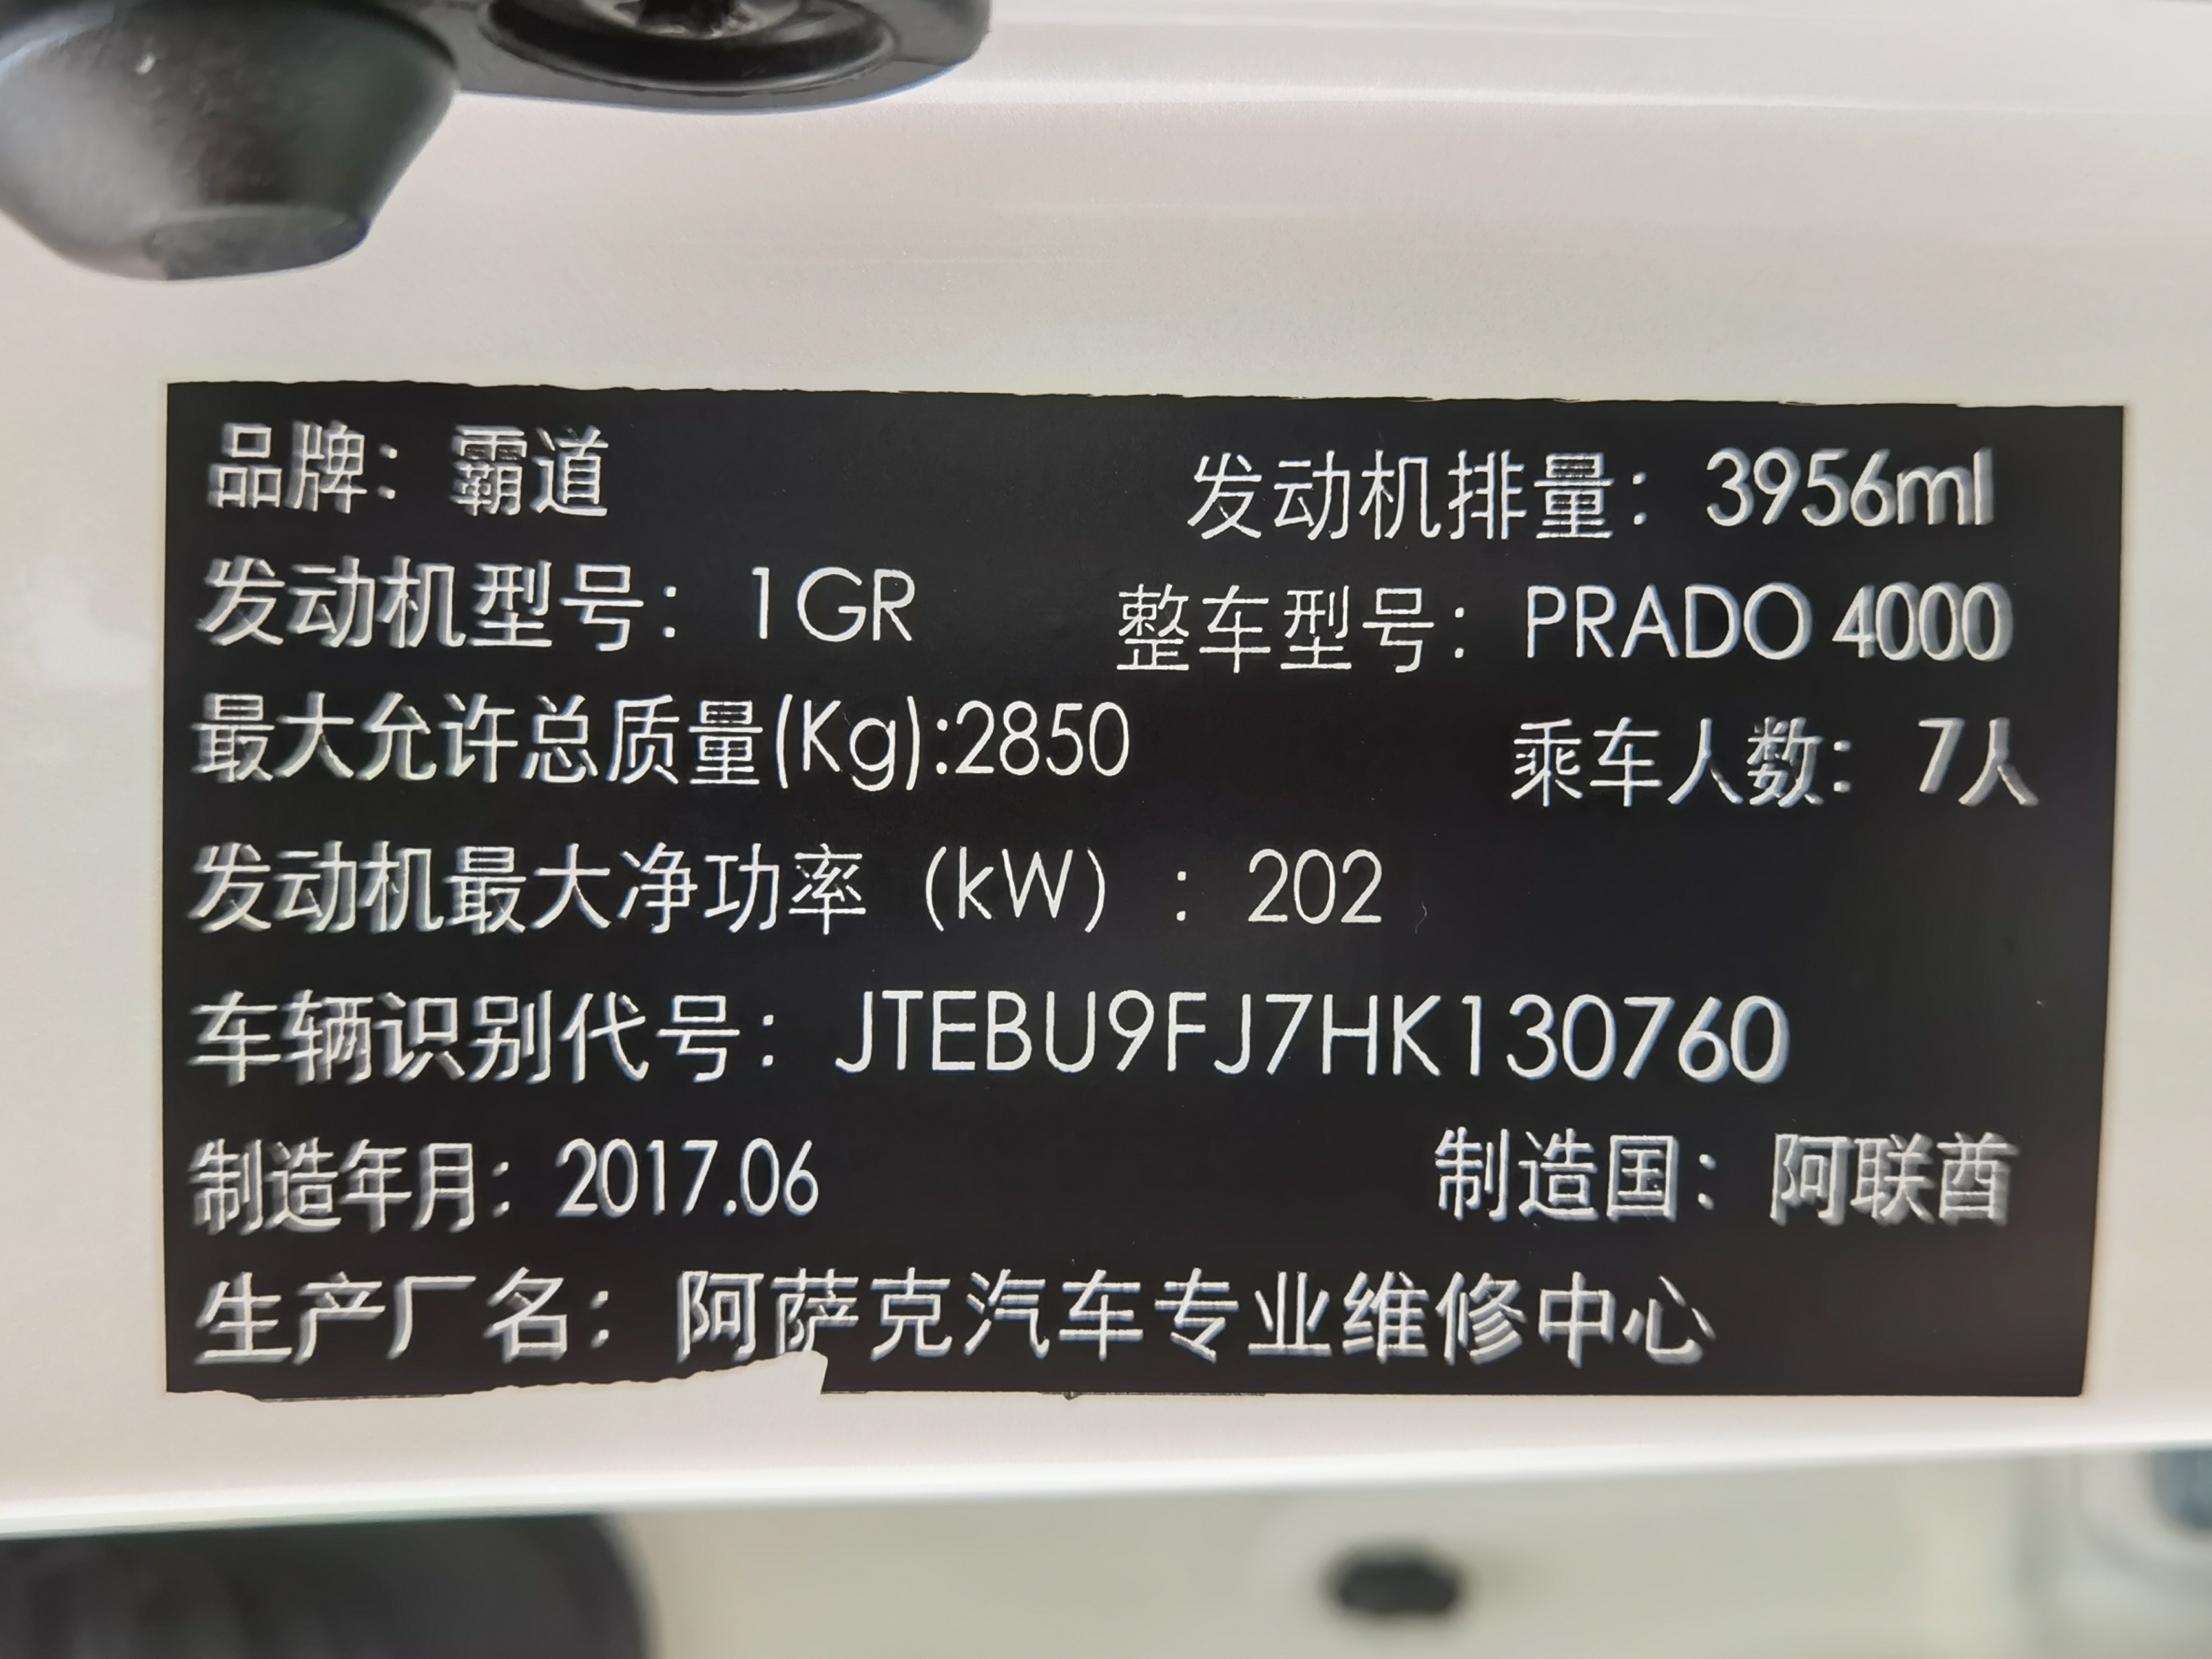 品牌：霸道 发动机排量：3956ml
发动机型号：1GR 整车型号：PRADO 4000
最大允许总质量(Kg):2850 乘车人数：7人
发动机最大净功率（kW）：202
车辆识别代号：JTEBU9FJ7HK130760
制造年月：2017.06 制造国：阿联酋
生产厂名：阿萨克汽车专业维修中心